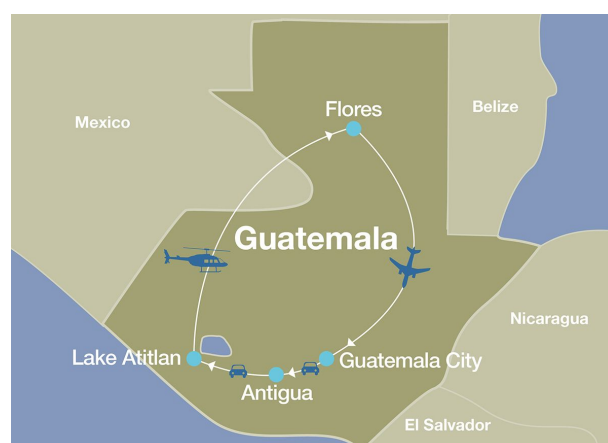 Flores
Belize
Mexico
Guatemala
Nicaragua
Lake Atitlan
Guatemala City
Antigua
El Salvador